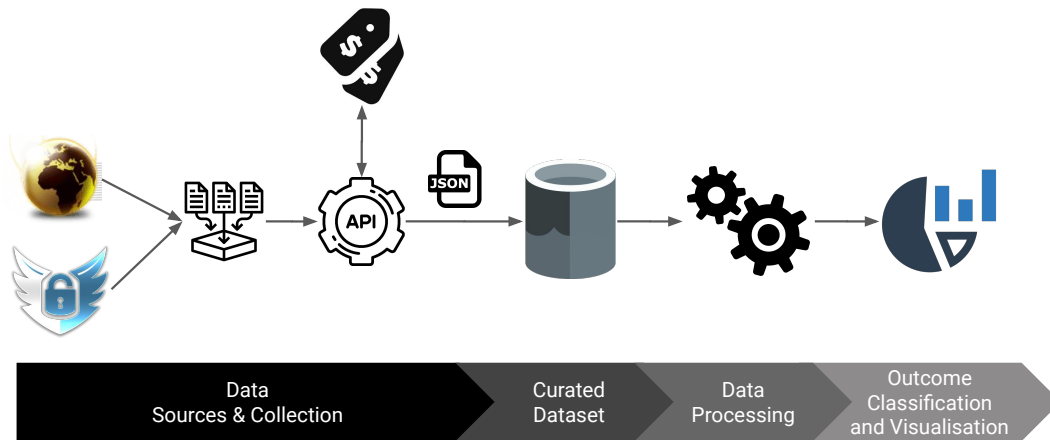 $
$
JSON
API
Data
Sources & Collection
Curated
Dataset
Data
Processing
Outcome
Classification
and Visualisation